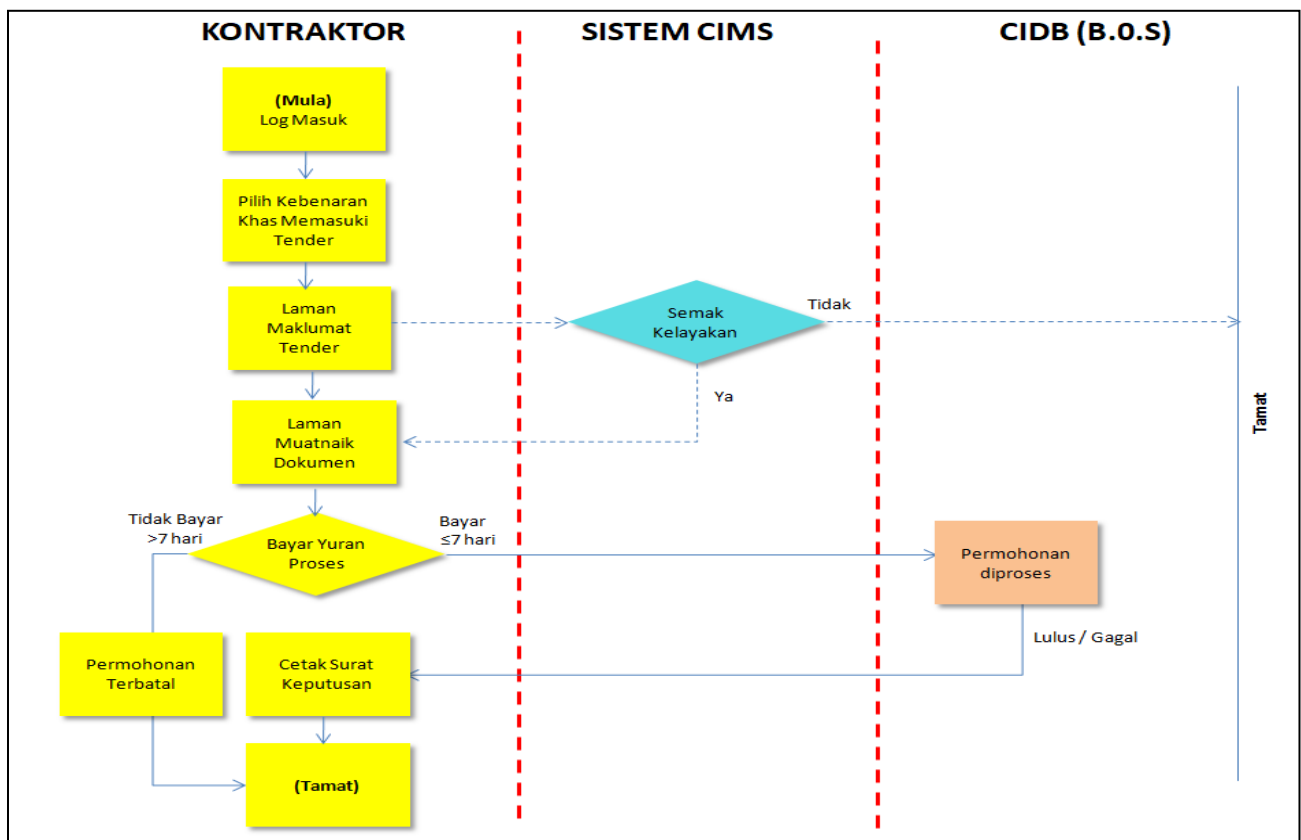 KONTRAKTOR
SISTEM CIMS
CIDB (B.0.S)
(Mula)
Log Masuk
Pilih Kebenaran
Khas Memasuki
Tender
Laman
Maklumat
Tender
Semak
Kelayakan
Tidak
Ya
Laman
Muatnaik
Dokumen
Tidak Bayar
>7 hari
Bayar Yuran
Proses
Bayar
≤7 hari
Permohonan
diproses
Lulus / Gagal
Permohonan
Terbatal
Cetak Surat
Keputusan
(Tamat)
Tamat